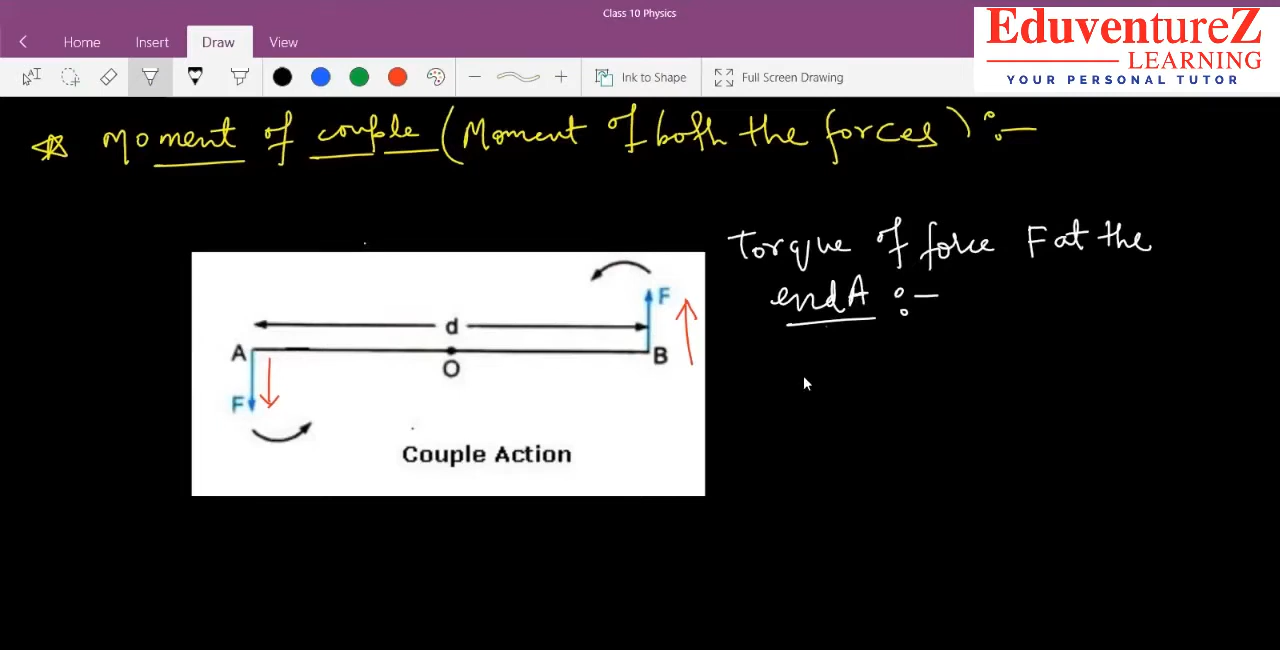 Class 10 Physics
EduventureZ
LEARNING
YOUR PERSONAL TUTOR
Home Insert Draw View
Ink to Shape Full Screen Drawing
Moment of couple (Moment of both the forces) :-
Torque of force F at the
end A :-
F
d
A O B
F
Couple Action